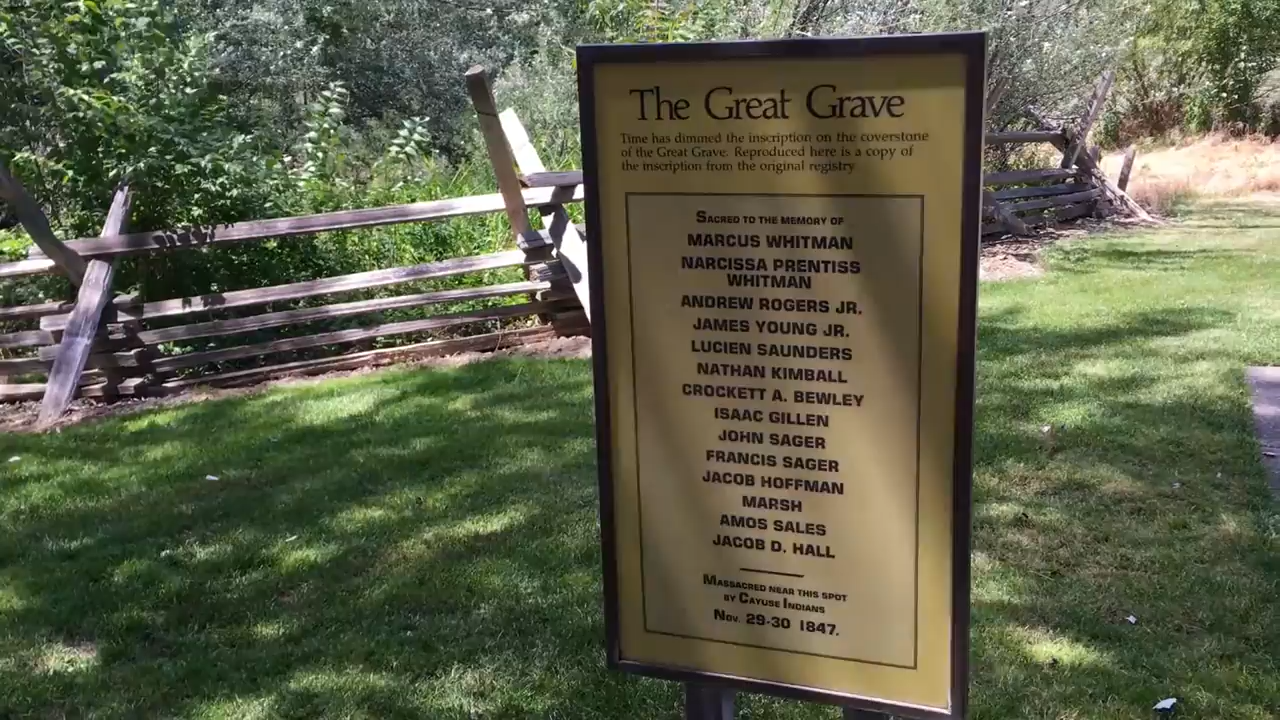 The Great Grave
Time has dimmed the inscription on the coverstone
of the Great Grave. Reproduced here is a copy of
the inscription from the original registry
Sacred to the memory of
MARCUS WHITMAN
NARCISSA PRENTISS
WHITMAN
ANDREW ROGERS JR.
JAMES YOUNG JR.
LUCIEN SAUNDERS
NATHAN KIMBALL
CROCKETT A. BEWLEY
ISAAC GILLEN
JOHN SAGER
FRANCIS SAGER
JACOB HOFFMAN
MARSH
AMOS SALES
JACOB D. HALL
Massacred near this spot
by Cayuse Indians
Nov. 29-30 1847.